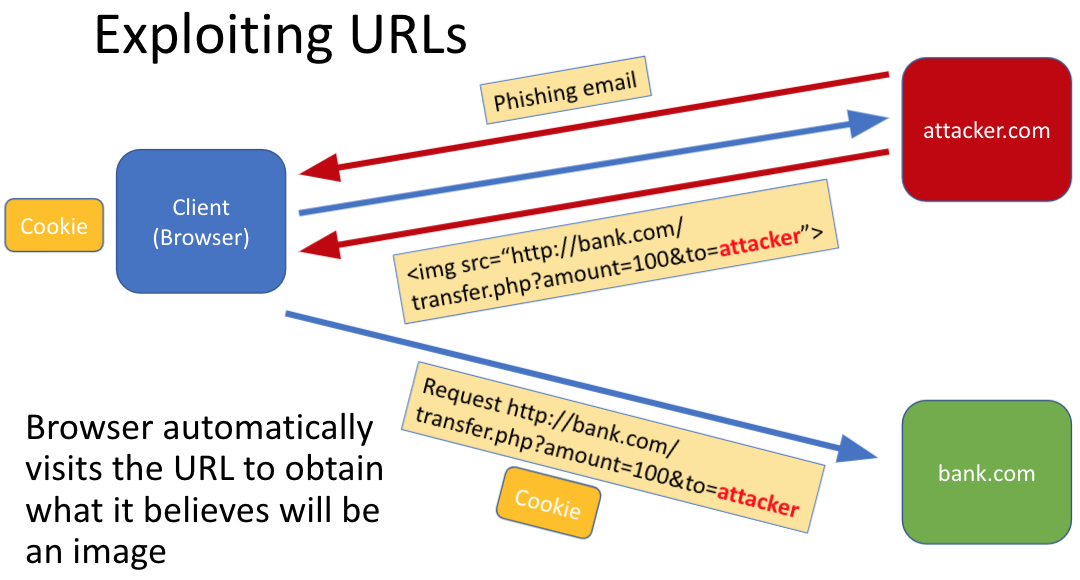 Exploiting URLs
Phishing email
attacker.com
Client
(Browser)
Cookie
<img src=“http://bank.com/
transfer.php?amount=100&to=attacker”>
Request http://bank.com/
transfer.php?amount=100&to=attacker
Cookie
bank.com
Browser automatically
visits the URL to obtain
what it believes will be
an image